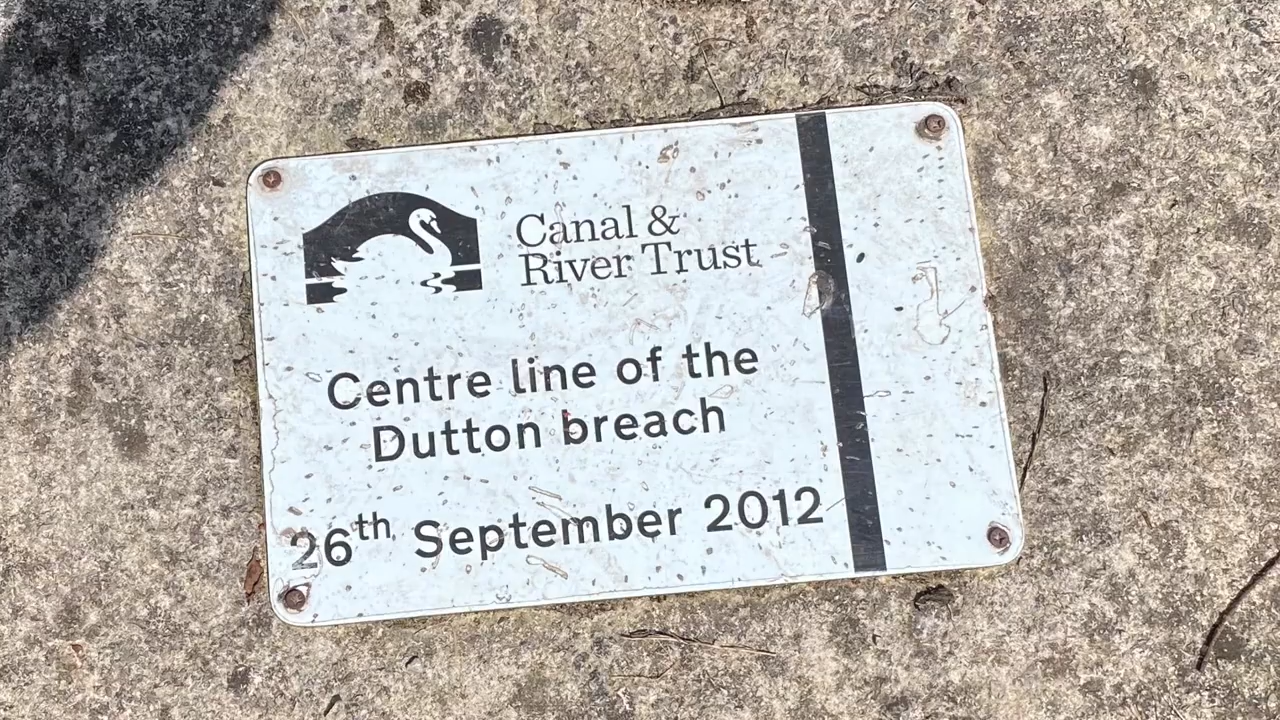 Canal &
River Trust
Centre line of the
Dutton breach
26th September 2012